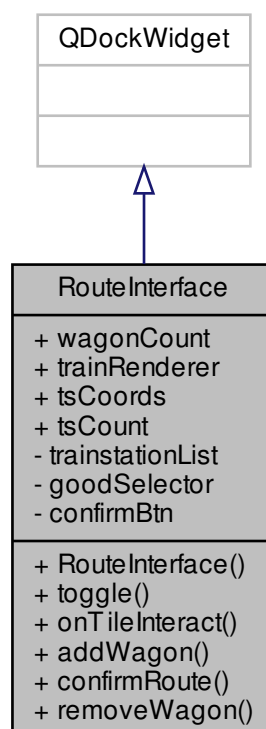 QDockWidget
RouteInterface
+ wagonCount
+ trainRenderer
+ tsCoords
+ tsCount
- trainstationList
- goodSelector
- confirmBtn
+ RouteInterface()
+ toggle()
+ onTileInteract()
+ addWagon()
+ confirmRoute()
+ removeWagon()